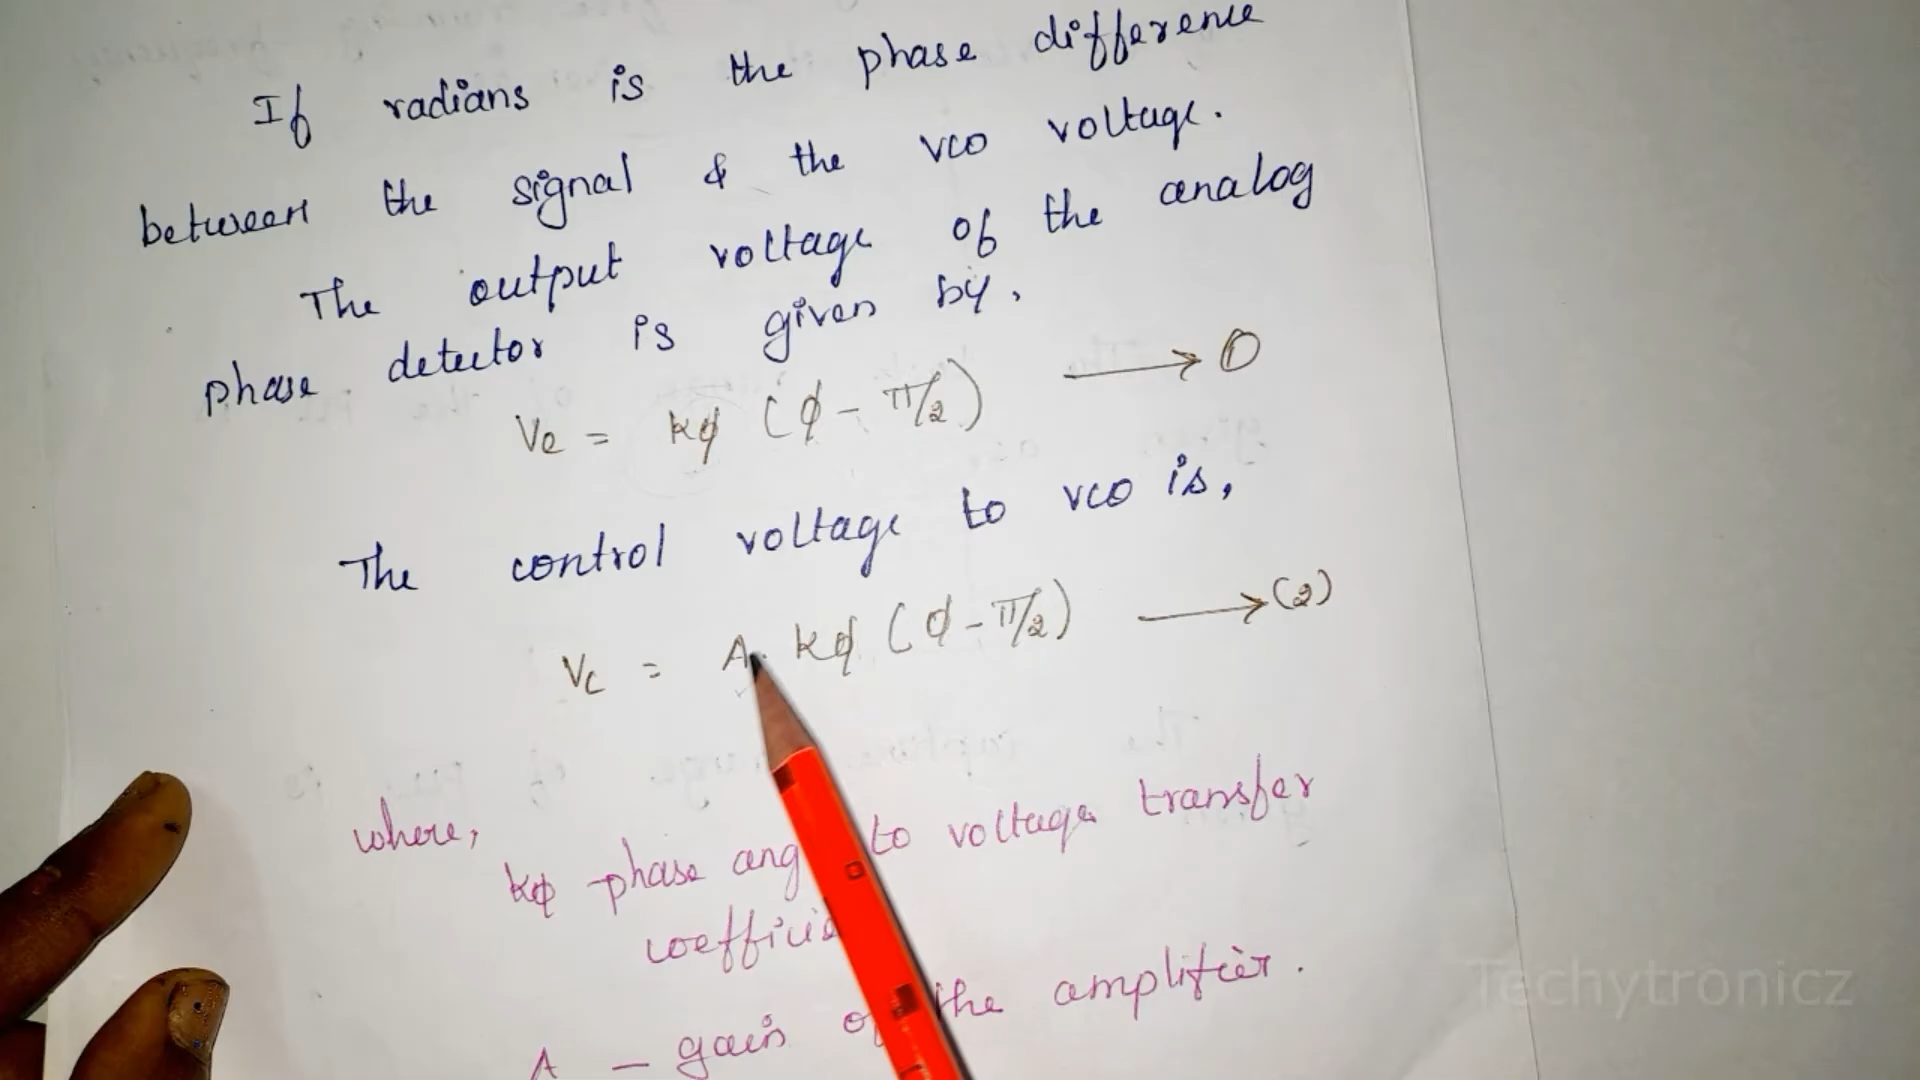 If radians is the phase difference
between the signal & the vco voltage.
The output voltage of the analog
phase detector is given by,
Ve = kϕ (ϕ - π/2) → ①
The control voltage to vco is,
Vc = A. kϕ (ϕ - π/2) → (2)
where,
kϕ - phase ang to voltage transfer
coeffici
A - gain of the amplifier.
Techytronicz